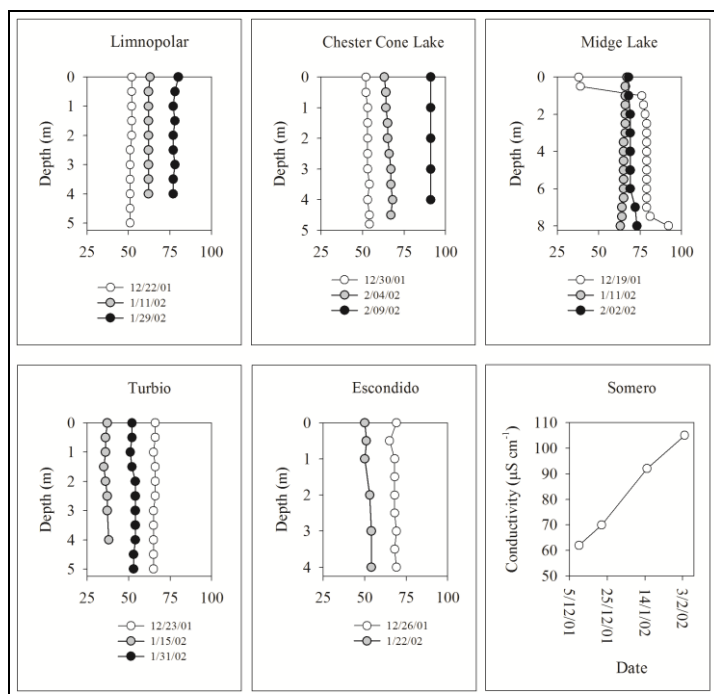 Limnopolar
Depth (m)
0
1
2
3
4
5
25 50 75 100
12/22/01
1/11/02
1/29/02
Chester Cone Lake
Depth (m)
0
1
2
3
4
5
25 50 75 100
12/30/01
2/04/02
2/09/02
Midge Lake
Depth (m)
0
2
4
6
8
25 50 75 100
12/19/01
1/11/02
2/02/02
Turbio
Depth (m)
0
1
2
3
4
5
25 50 75 100
12/23/01
1/15/02
1/31/02
Escondido
Depth (m)
0
1
2
3
4
25 50 75 100
12/26/01
1/22/02
Somero
Conductivity (µS cm⁻¹)
110
100
90
80
70
60
50
5/12/01
25/12/01
14/1/02
3/2/02
Date